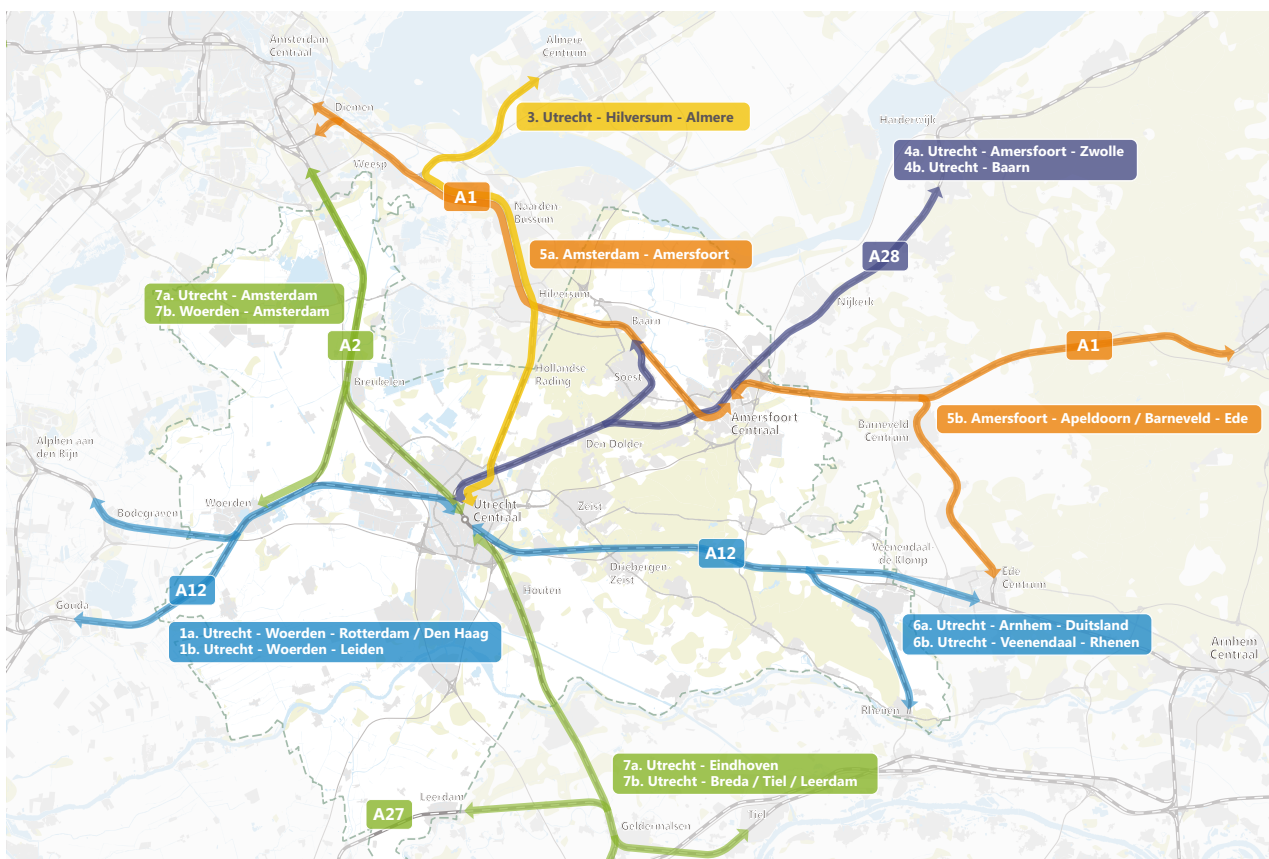 Amsterdam
Centraal
Almere
Centrum
Diemen
3. Utrecht - Hilversum - Almere
Harderwijk
4a. Utrecht - Amersfoort - Zwolle
4b. Utrecht - Baarn
Weesp
A1
Naarden
Bussum
5a. Amsterdam - Amersfoort
A28
7a. Utrecht - Amsterdam
7b. Woerden - Amsterdam
Hilversum
Nijkerk
Baarn
A2
A1
Breukelen
Hollandse
Rading
Soest
Amersfoort
Centraal
5b. Amersfoort - Apeldoorn / Barneveld - Ede
Barneveld
Centrum
Alphen aan
den Rijn
Den Dolder
Woerden
Bodegraven
Utrecht
Centraal
Zeist
A12
Veenendaal
de Klomp
Driebergen
Zeist
Ede
Centrum
A12
Houten
Gouda
1a. Utrecht - Woerden - Rotterdam / Den Haag
1b. Utrecht - Woerden - Leiden
6a. Utrecht - Arnhem - Duitsland
6b. Utrecht - Veenendaal - Rhenen
Arnhem
Centraal
Rhenen
7a. Utrecht - Eindhoven
7b. Utrecht - Breda / Tiel / Leerdam
Leerdam
A27
Geldermalsen
Tiel